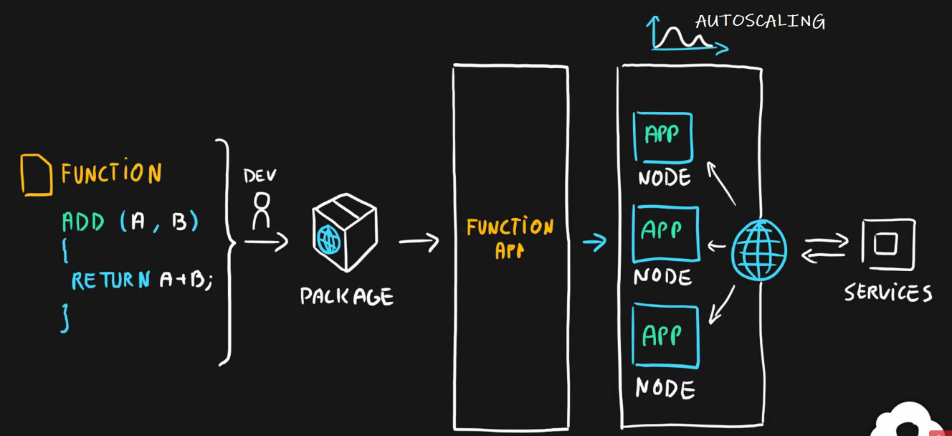 AUTOSCALING
FUNCTION
ADD (A, B)
{
RETURN A+B;
}
DEV
PACKAGE
FUNCTION
APP
APP
NODE
APP
NODE
APP
NODE
SERVICES